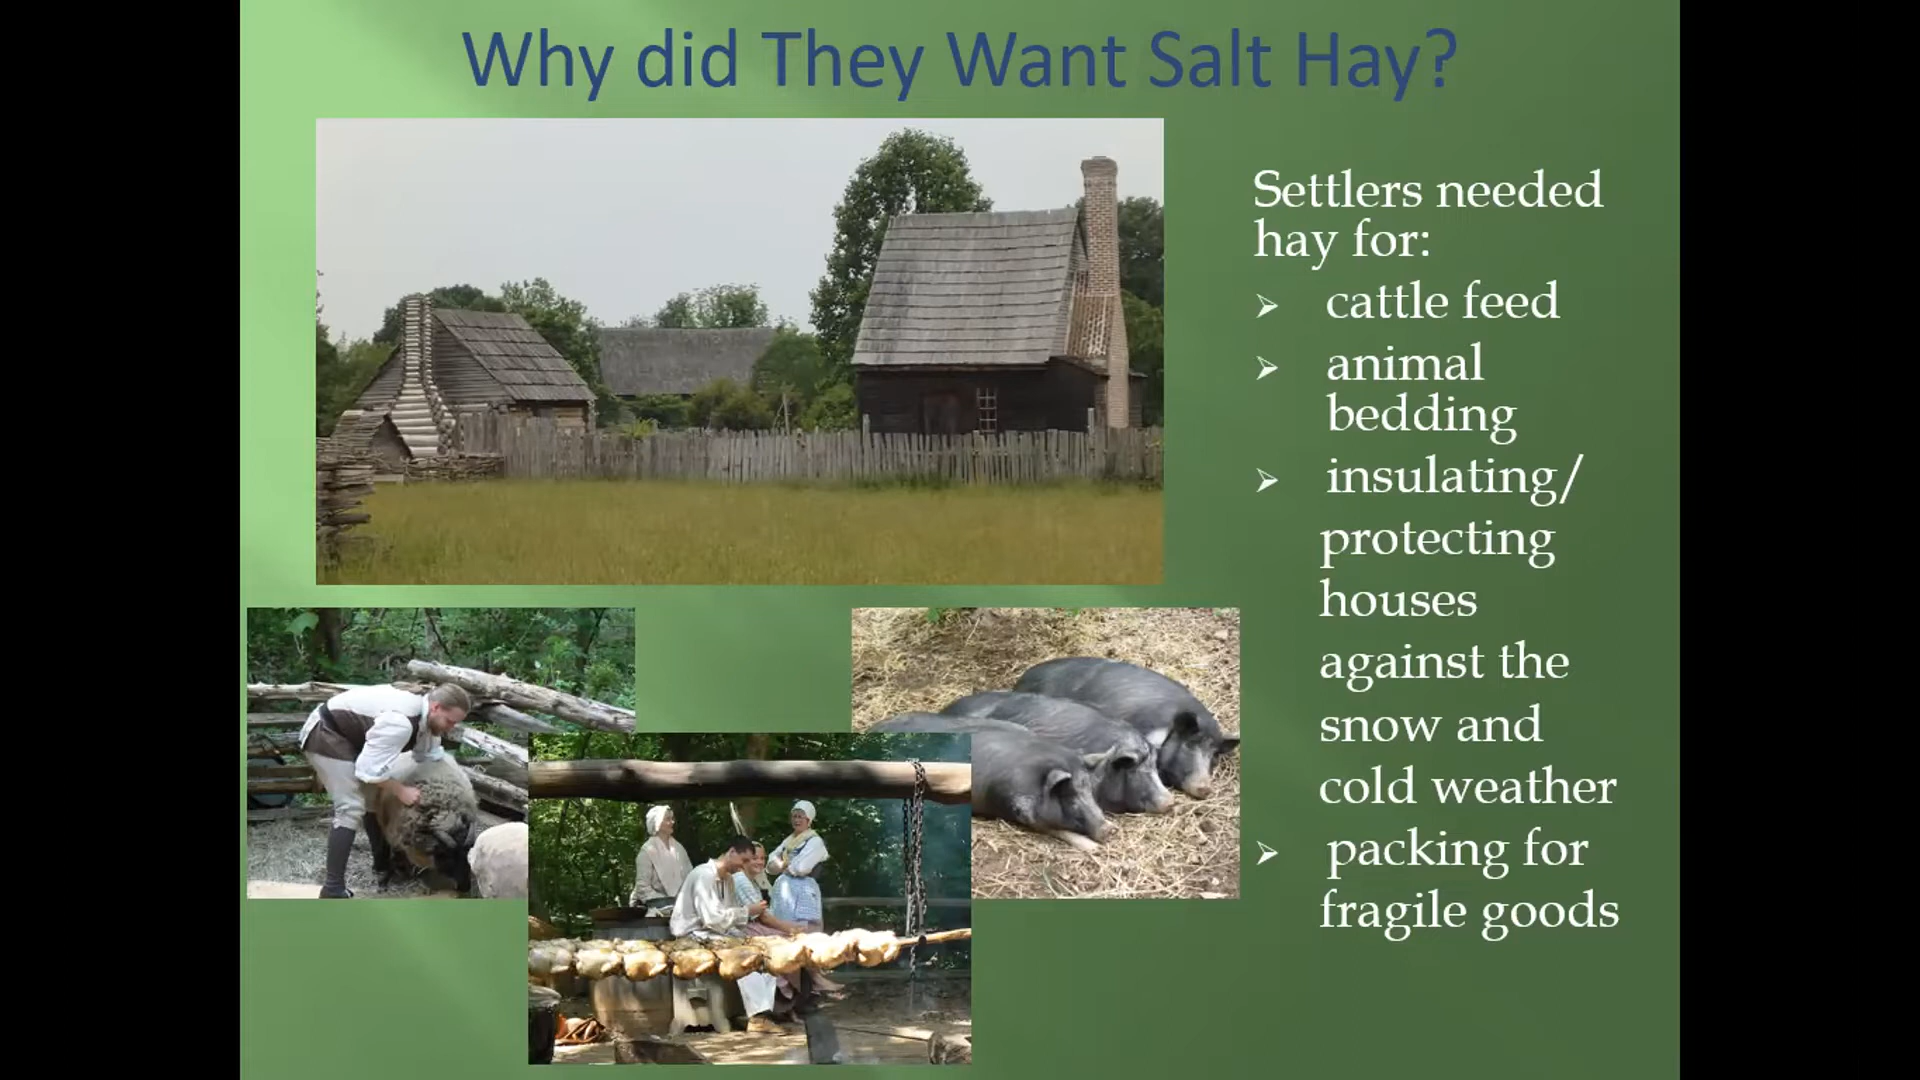 Why did They Want Salt Hay?
Settlers needed
hay for:
➢ cattle feed
➢ animal
bedding
➢ insulating/
protecting
houses
against the
snow and
cold weather
➢ packing for
fragile goods